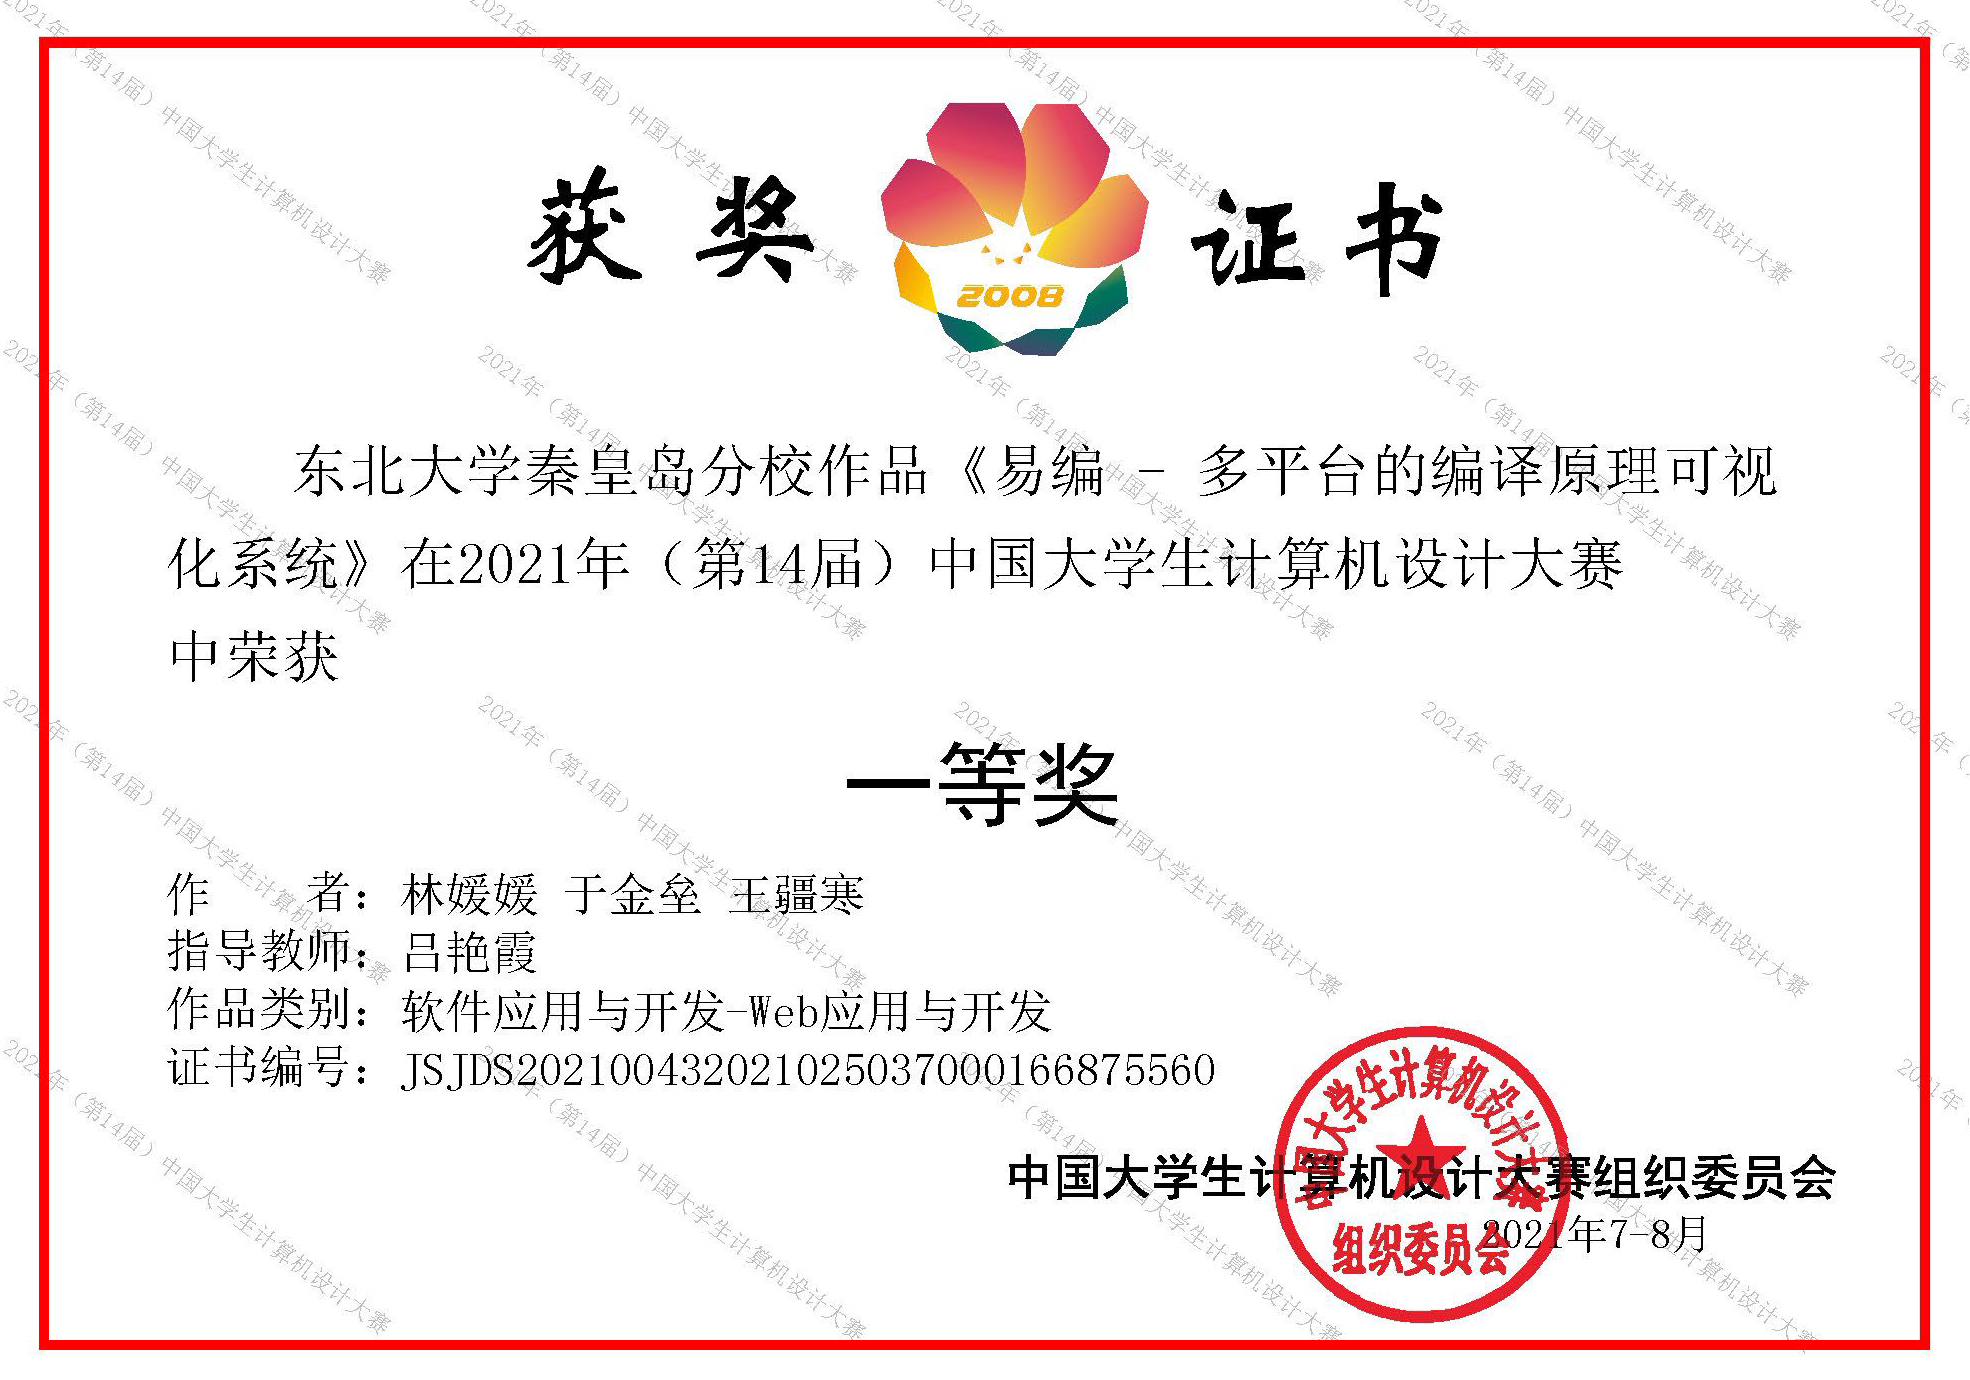 获奖证书
2008
东北大学秦皇岛分校作品《易编 - 多平台的编译原理可视
化系统》在2021年（第14届）中国大学生计算机设计大赛
中荣获
一等奖
作　　者：林媛媛 于金垒 王疆寒
指导教师：吕艳霞
作品类别：软件应用与开发-Web应用与开发
证书编号：JSJDS20210043202102503700016687556​0
中国大学生计算机设计大赛组织委员会
2021年7-8月
中国大学生计算机设计大赛
组织委员会
2021年（第14届）中国大学生计算机设计大赛